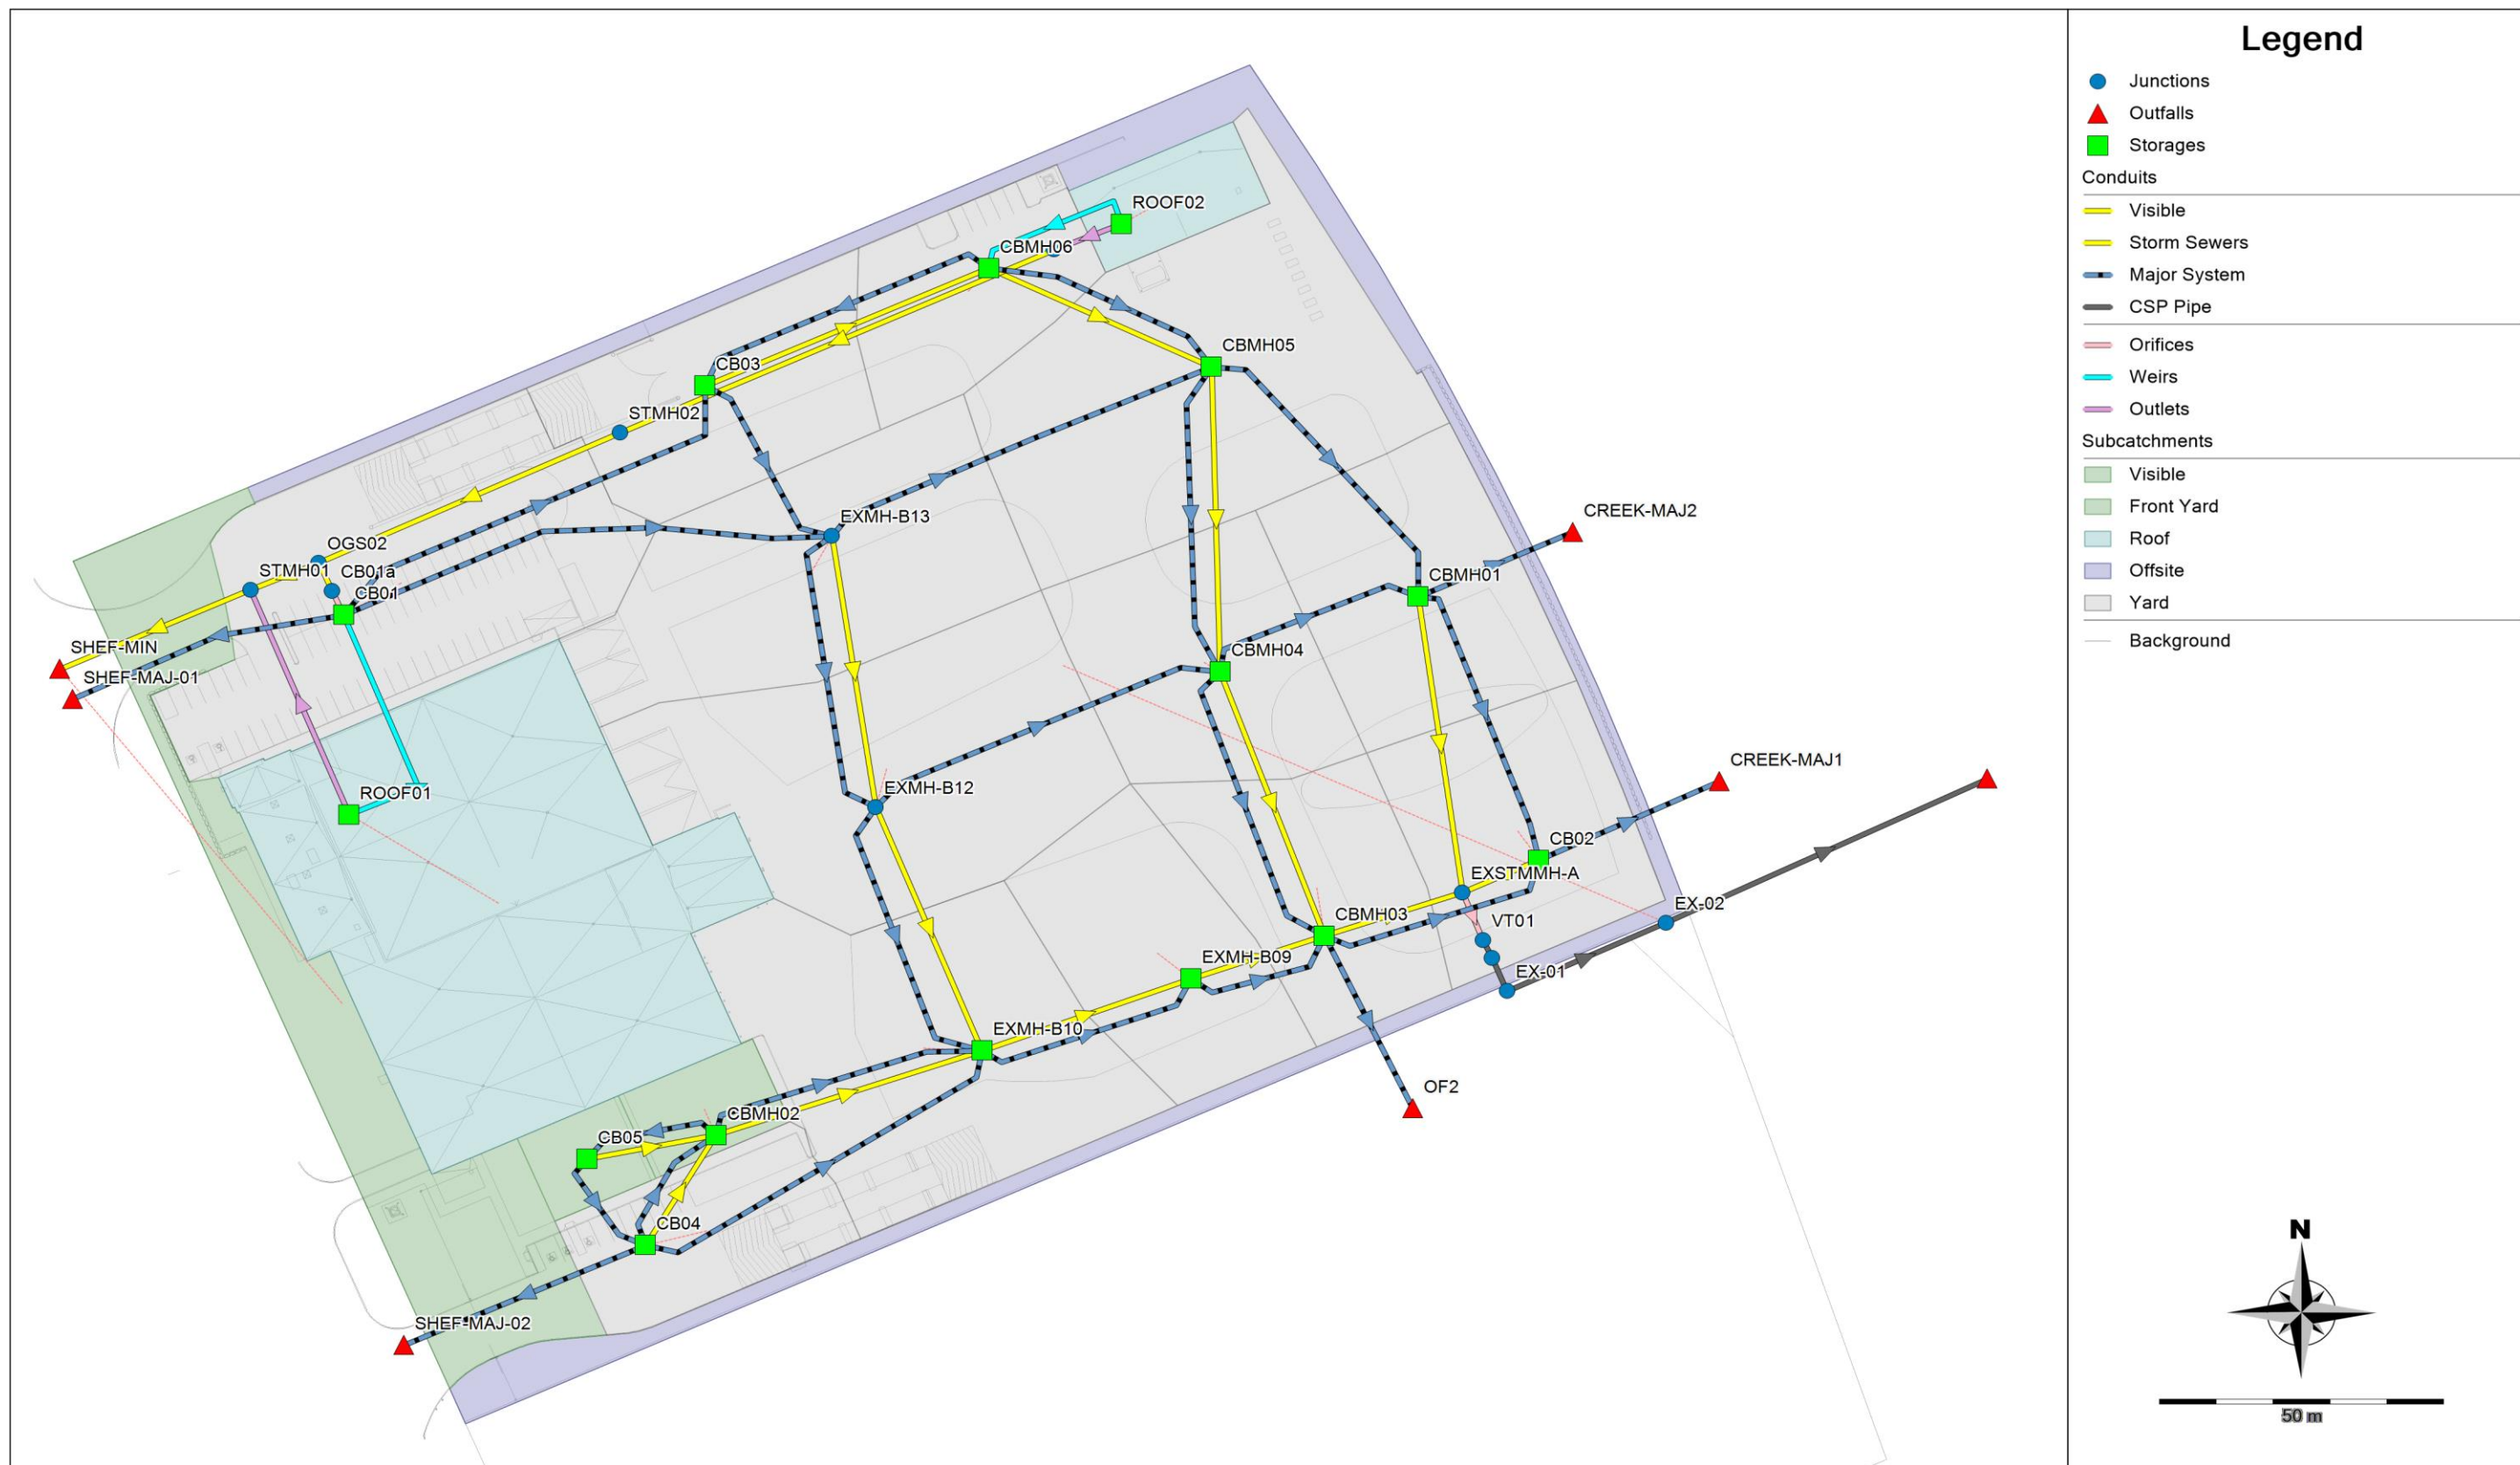 ROOF02
CBMH06
CBMH05
CB03
STMH02
EXMH-B13
CREEK-MAJ2
OGS02
STMH01
CB01a
CB01
CBMH01
SHEF-MIN
SHEF-MAJ-01
CBMH04
CREEK-MAJ1
ROOF01
EXMH-B12
CB02
EXSTMMH-A
EX-02
CBMH03
VT01
EXMH-B09
EX-01
EXMH-B10
OF2
CBMH02
CB05
CB04
SHEF-MAJ-02
Legend
Junctions
Outfalls
Storages
Conduits
Visible
Storm Sewers
Major System
CSP Pipe
Orifices
Weirs
Outlets
Subcatchments
Visible
Front Yard
Roof
Offsite
Yard
Background
N
50 m